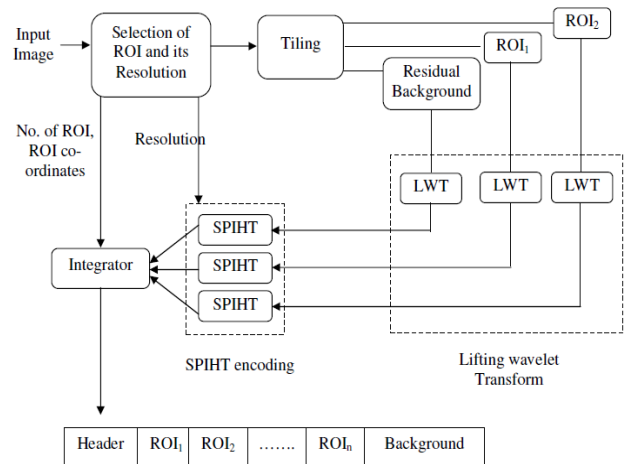 Input
Image
Selection of
ROI and its
Resolution
Tiling
ROI₂
ROI₁
Residual
Background
No. of ROI,
ROI co-
ordinates
Resolution
LWT
LWT
LWT
SPIHT
SPIHT
SPIHT
Integrator
SPIHT encoding
Lifting wavelet
Transform
Header ROI₁ ROI₂ ……. ROIₙ Background